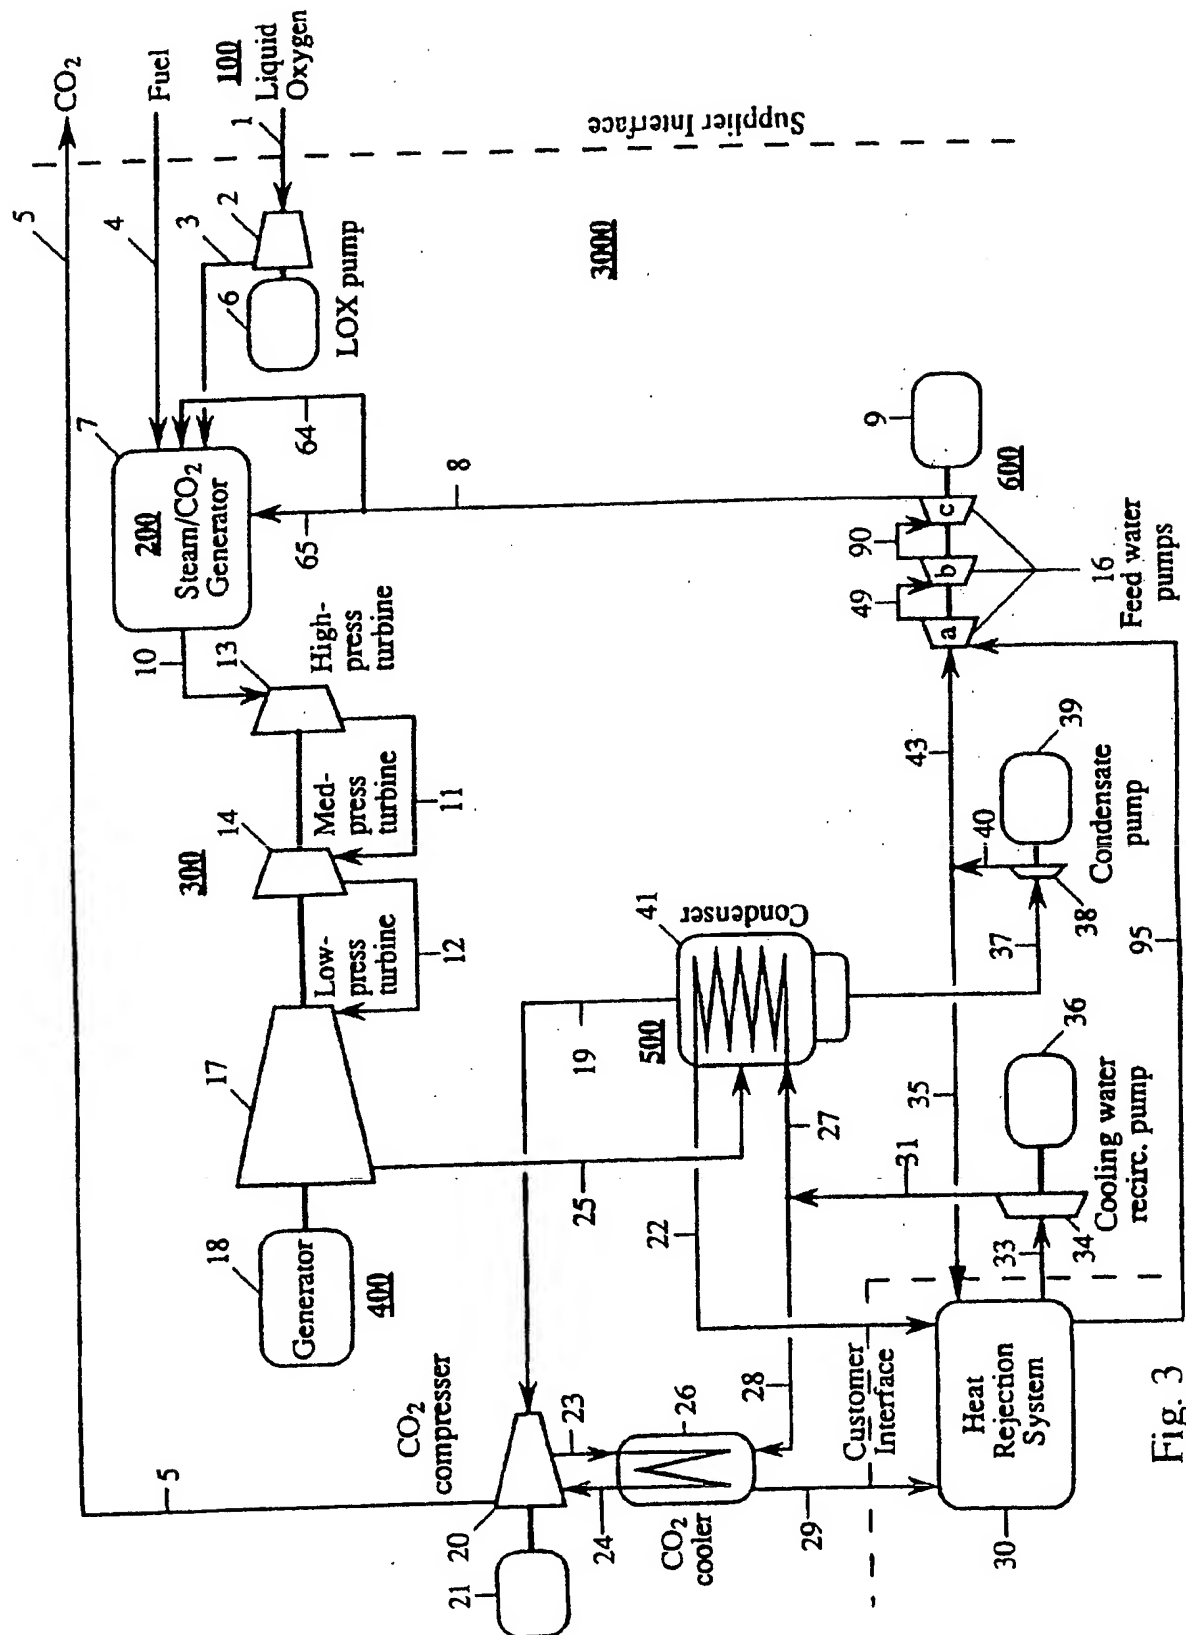 5
CO2
Fuel
100
Liquid
Oxygen
1
4
3
2
6
LOX pump
Supplier Interface
3000
7
200
Steam/CO2
Generator
64
65
8
9
600
10
13
High-
press
turbine
11
14
300
Med-
press
turbine
12
Low-
press
turbine
17
18
Generator
400
90
49
a
b
c
16
Feed water
pumps
43
39
40
Condensate
pump
38
37
95
41
Condenser
500
19
25
22
27
35
31
36
Cooling water
recirc. pump
34
33
5
CO2
compresser
20
21
23
24
26
CO2
cooler
28
29
Customer
Interface
Heat
Rejection
System
30
Fig. 3